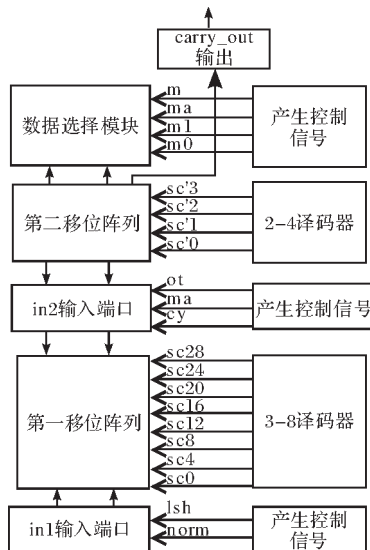 carry_out
输出
m
ma
m1
m0
数据选择模块
产生控制
信号
sc'3
sc'2
sc'1
sc'0
第二移位阵列
2-4译码器
ot
ma
cy
in2输入端口
产生控制信号
sc28
sc24
sc20
sc16
sc12
sc8
sc4
sc0
第一移位阵列
3-8译码器
lsh
norm
in1输入端口
产生控制
信号